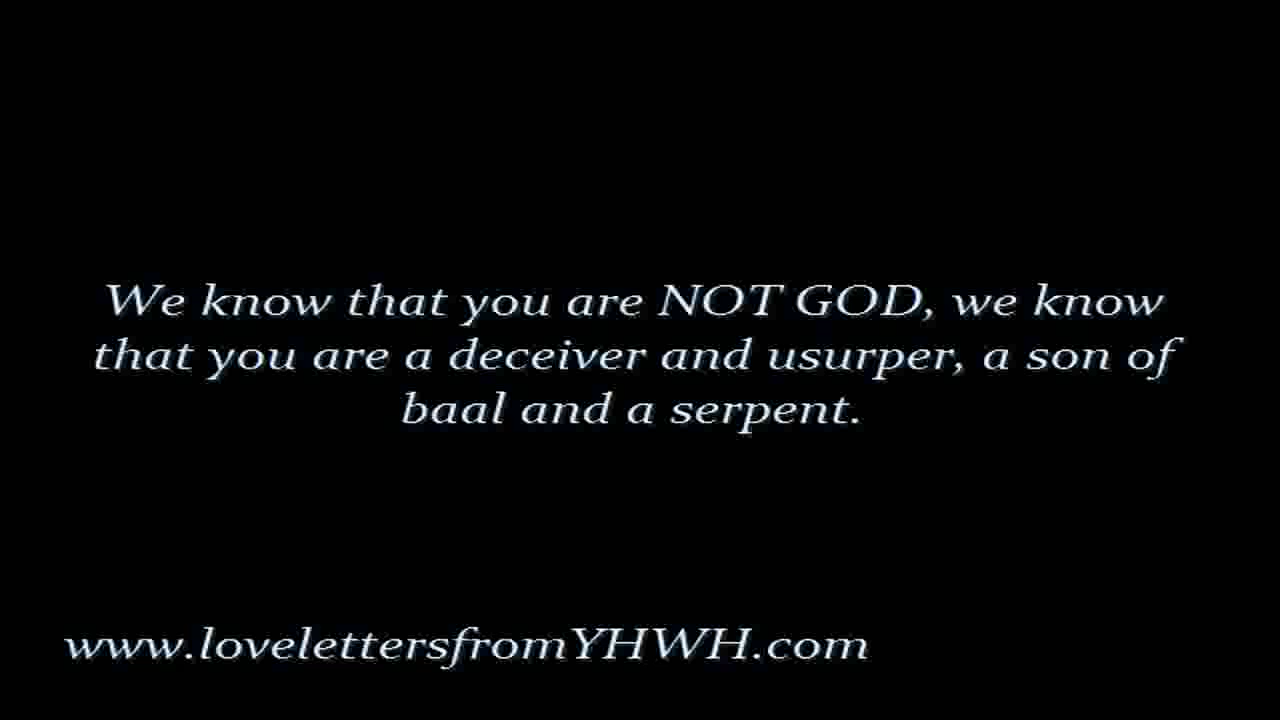 We know that you are NOT GOD, we know
that you are a deceiver and usurper, a son of
baal and a serpent.
www.lovelettersfromYHWH.com